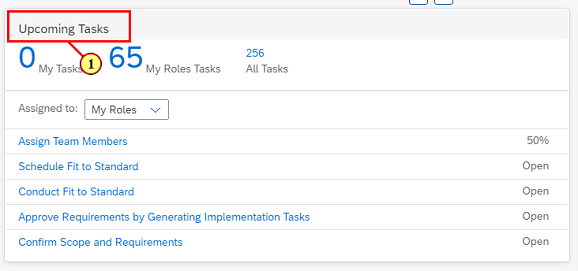 Upcoming Tasks
0 My Tasks 65 My Roles Tasks
256
All Tasks
1
Assigned to: My Roles
Assign Team Members 50%
Schedule Fit to Standard Open
Conduct Fit to Standard Open
Approve Requirements by Generating Implementation Tasks Open
Confirm Scope and Requirements Open